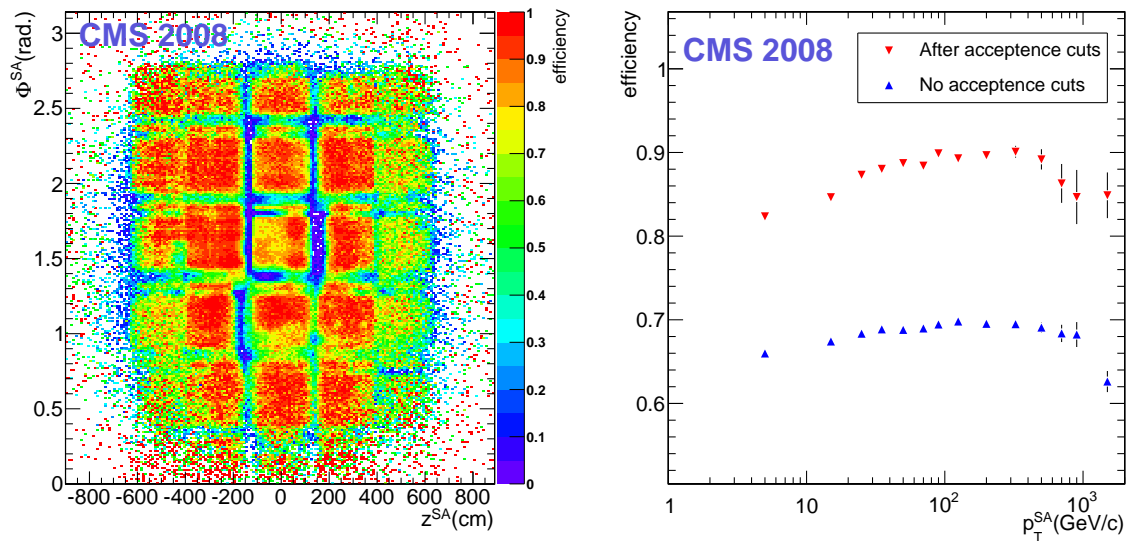 CMS 2008
Φ^SA(rad.)
3
2.5
2
1.5
1
0.5
0
-800 -600 -400 -200 0 200 400 600 800
z^SA(cm)
efficiency
1
0.9
0.8
0.7
0.6
0.5
0.4
0.3
0.2
0.1
0
CMS 2008
After acceptence cuts
No acceptence cuts
efficiency
1
0.9
0.8
0.7
0.6
1 10 10^2 10^3
p_T^SA(GeV/c)